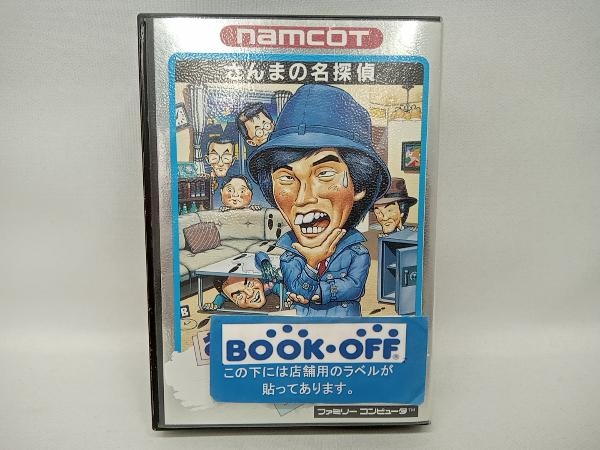 namcot
さんまの名探偵
BOOK・OFF®
この下には店舗用のラベルが
貼ってあります。
ファミリー コンピュータ™